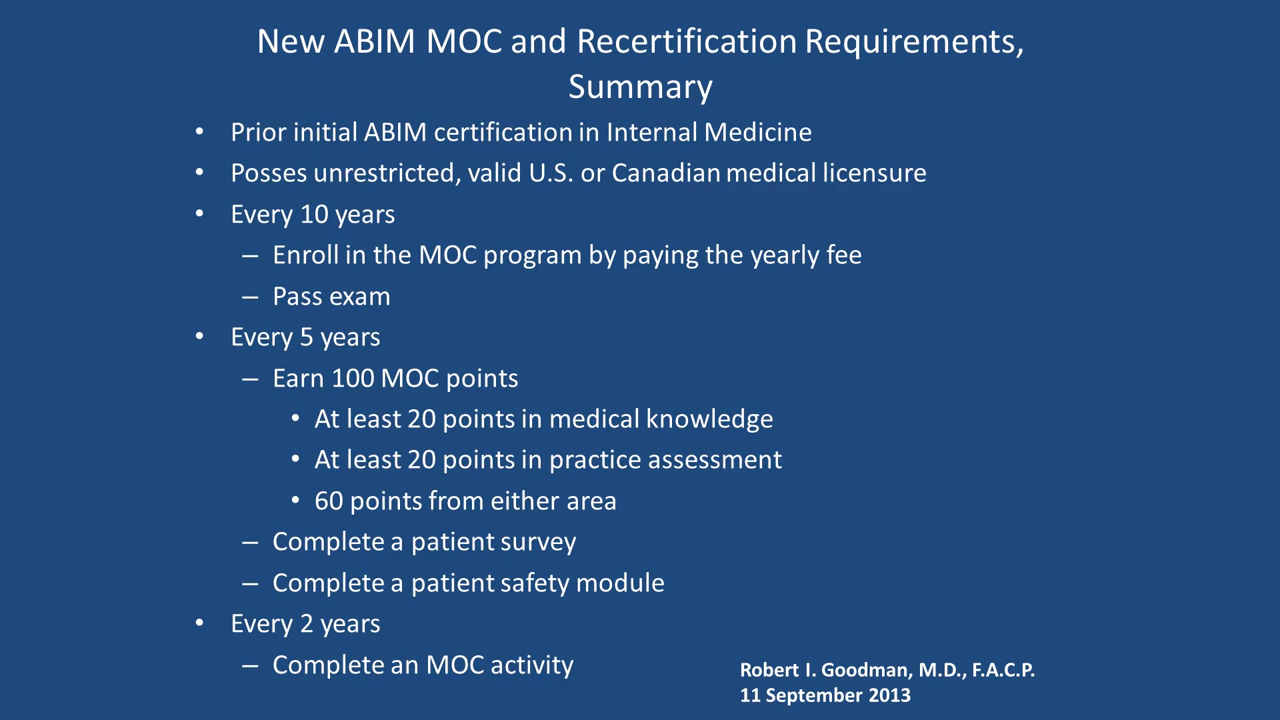 New ABIM MOC and Recertification Requirements,
Summary
• Prior initial ABIM certification in Internal Medicine
• Posses unrestricted, valid U.S. or Canadian medical licensure
• Every 10 years
– Enroll in the MOC program by paying the yearly fee
– Pass exam
• Every 5 years
– Earn 100 MOC points
• At least 20 points in medical knowledge
• At least 20 points in practice assessment
• 60 points from either area
– Complete a patient survey
– Complete a patient safety module
• Every 2 years
– Complete an MOC activity
Robert I. Goodman, M.D., F.A.C.P.
11 September 2013